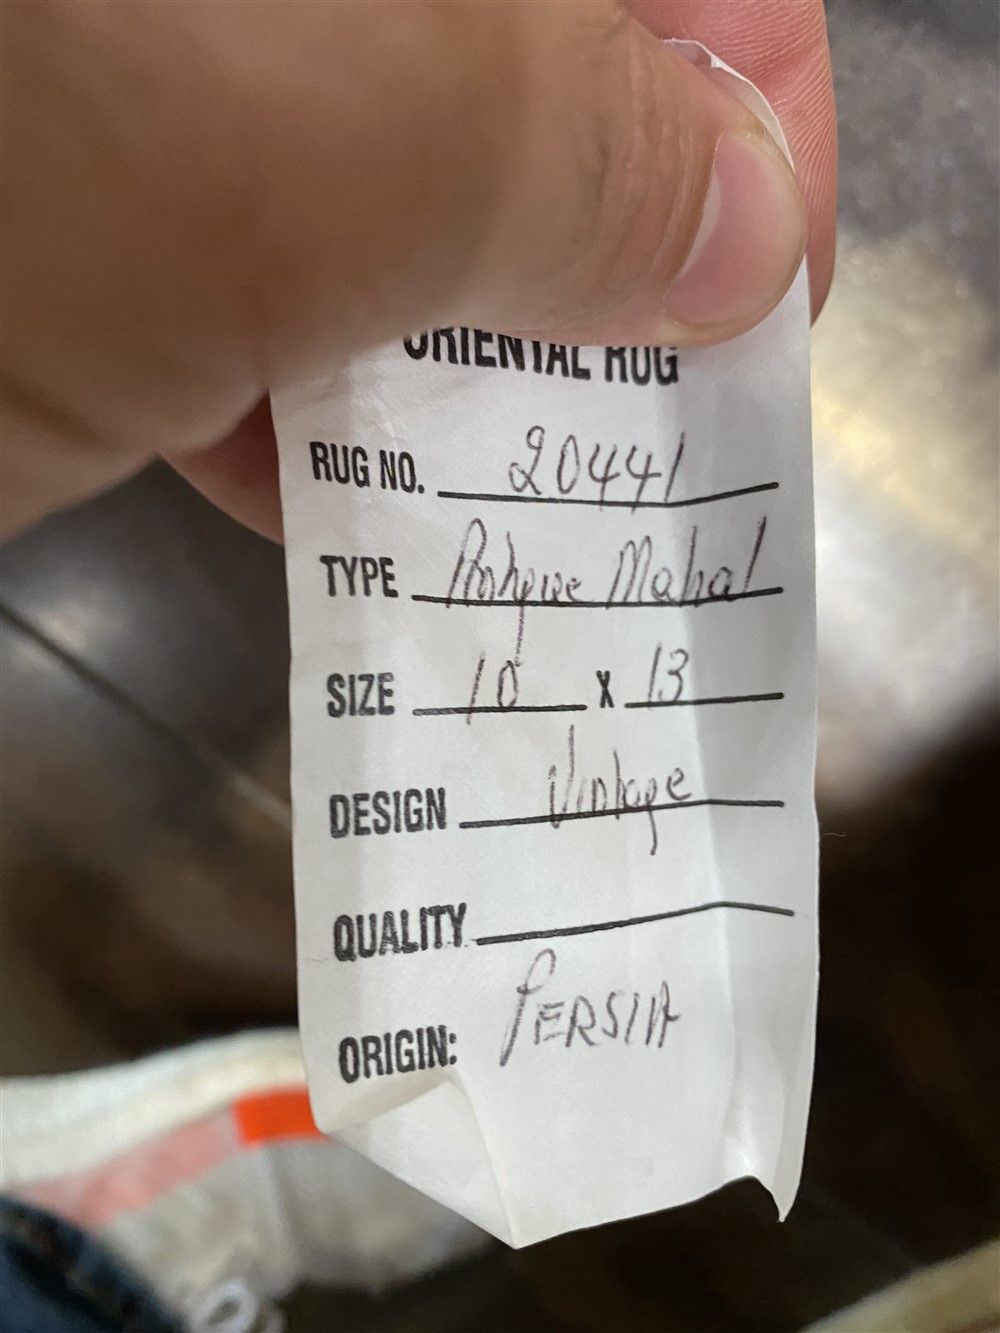 ORIENTAL RUG
RUG NO. 20441
TYPE Antique Mahal
SIZE 10 X 13
DESIGN Vintage
QUALITY
ORIGIN: PERSIA